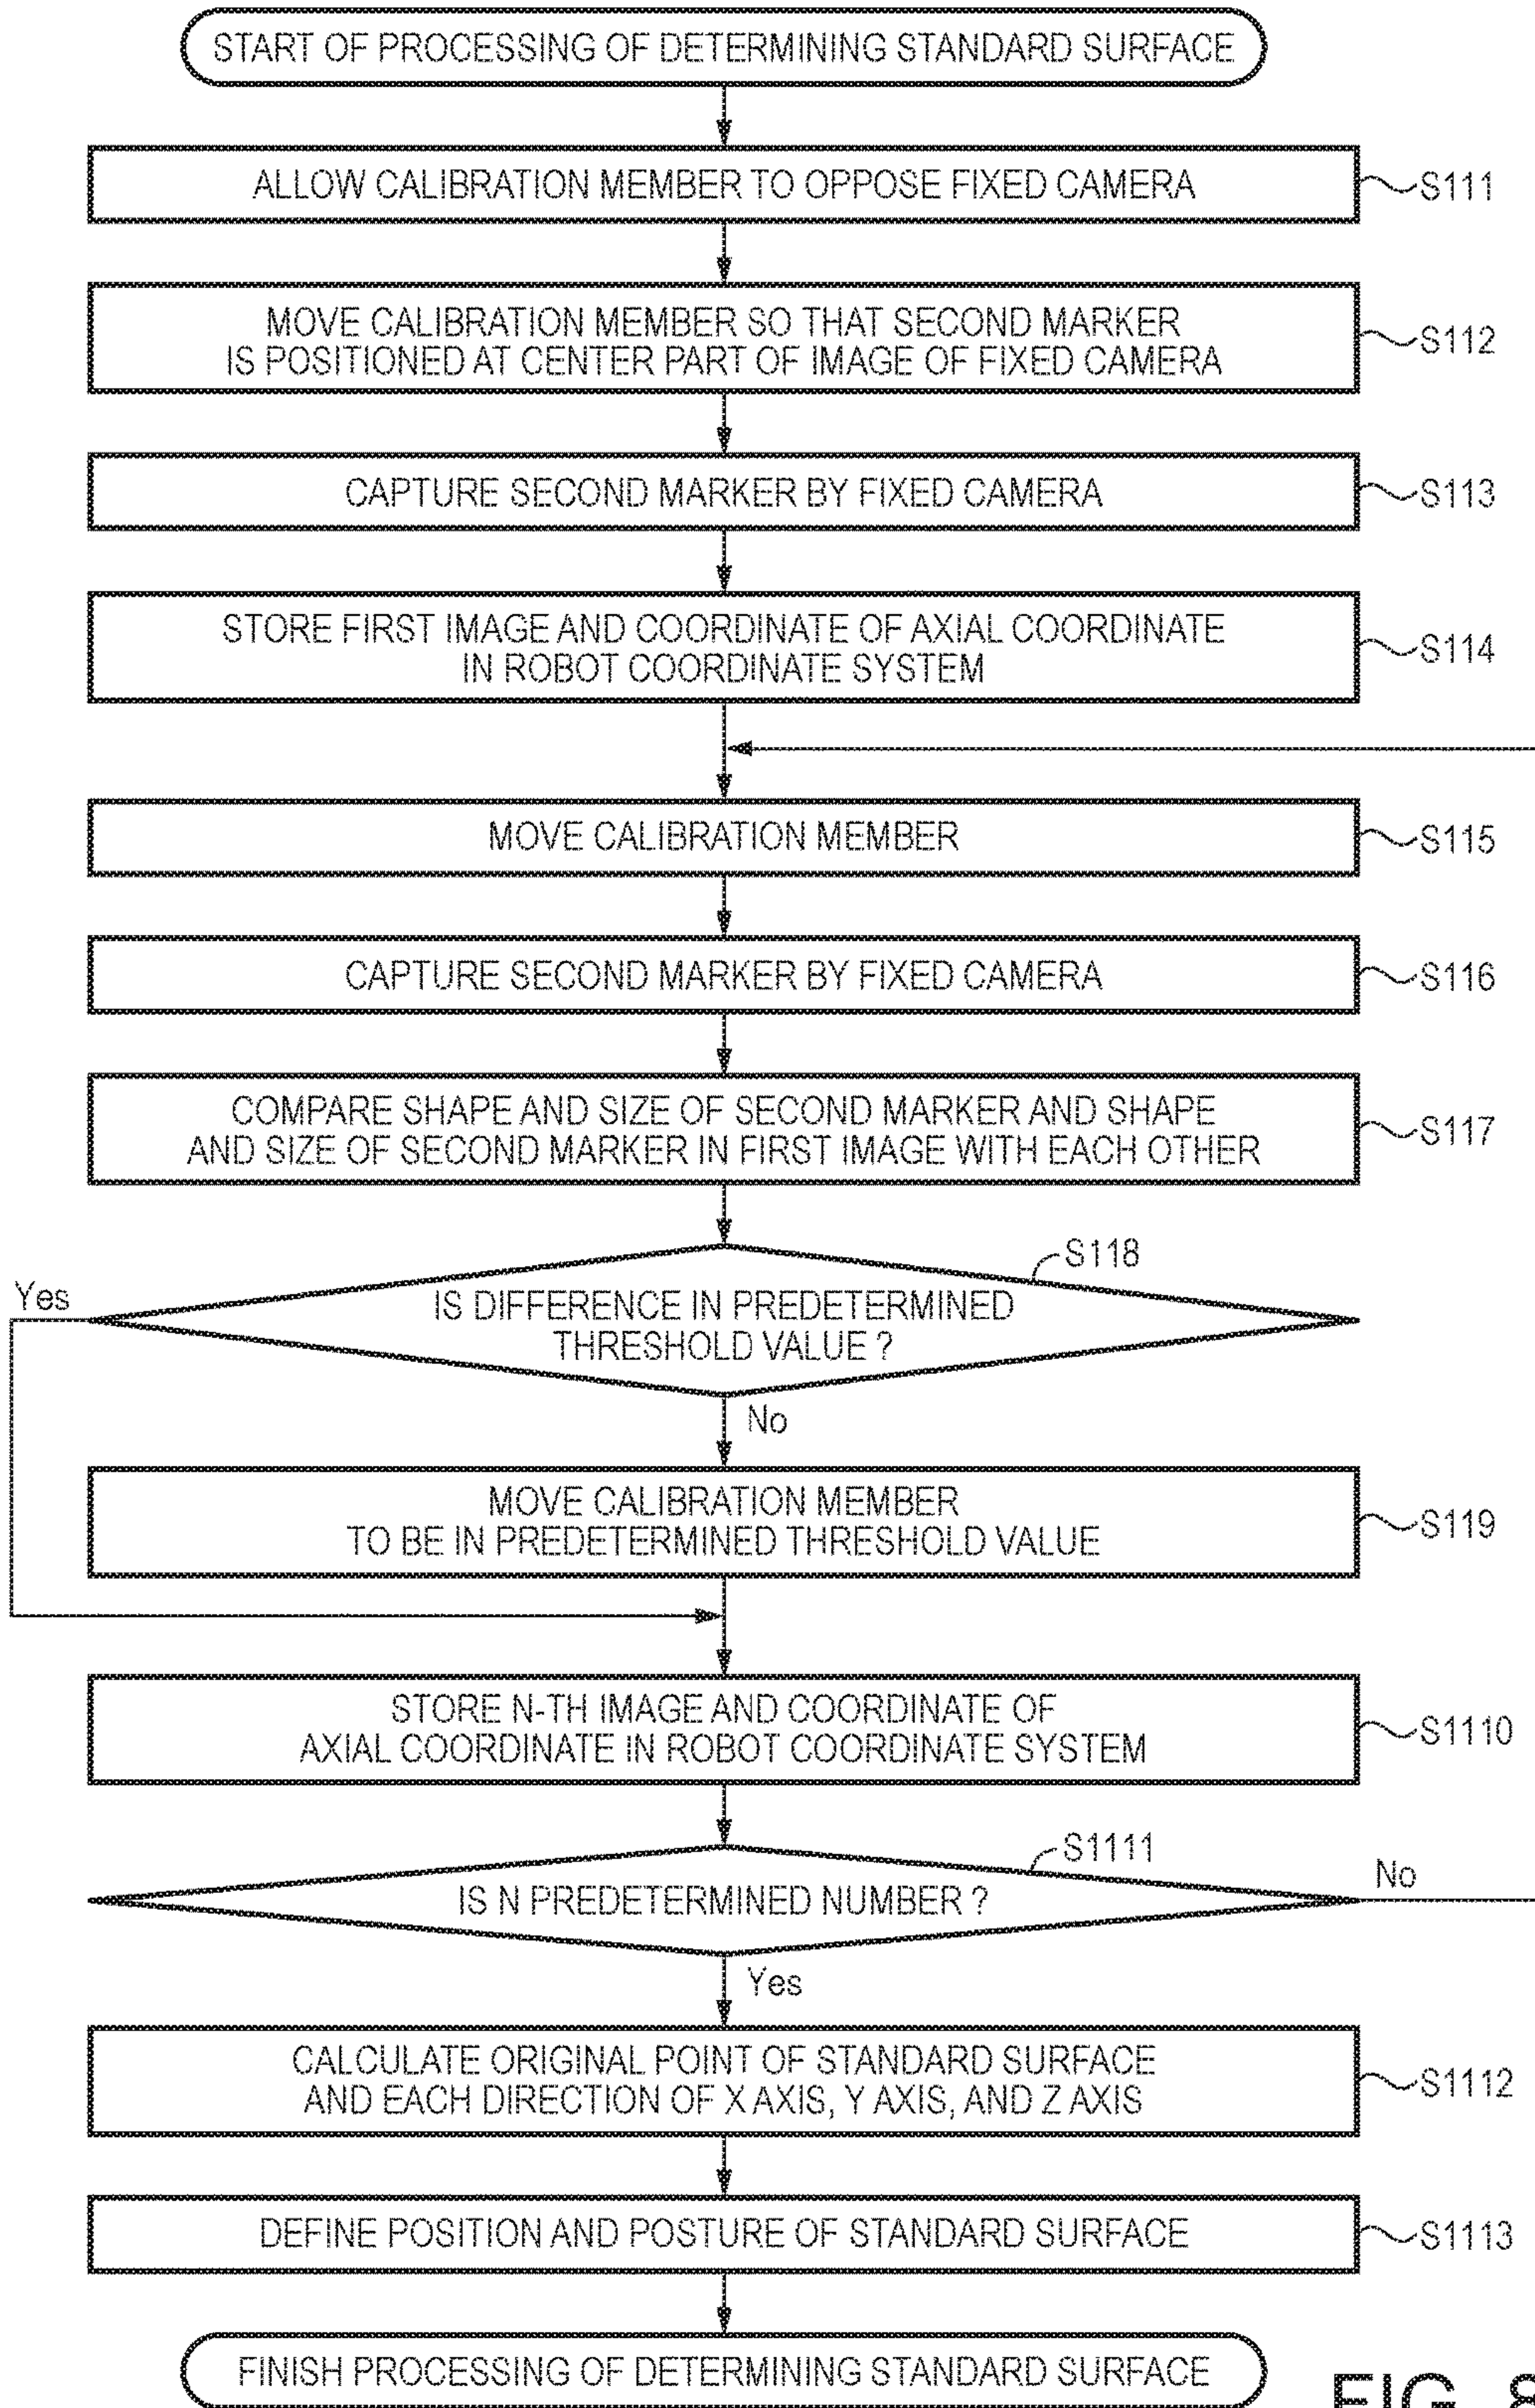 START OF PROCESSING OF DETERMINING STANDARD SURFACE
ALLOW CALIBRATION MEMBER TO OPPOSE FIXED CAMERA
S111
MOVE CALIBRATION MEMBER SO THAT SECOND MARKER
IS POSITIONED AT CENTER PART OF IMAGE OF FIXED CAMERA
S112
CAPTURE SECOND MARKER BY FIXED CAMERA
S113
STORE FIRST IMAGE AND COORDINATE OF AXIAL COORDINATE
IN ROBOT COORDINATE SYSTEM
S114
MOVE CALIBRATION MEMBER
S115
CAPTURE SECOND MARKER BY FIXED CAMERA
S116
COMPARE SHAPE AND SIZE OF SECOND MARKER AND SHAPE
AND SIZE OF SECOND MARKER IN FIRST IMAGE WITH EACH OTHER
S117
S118
Yes
IS DIFFERENCE IN PREDETERMINED
THRESHOLD VALUE ?
No
MOVE CALIBRATION MEMBER
TO BE IN PREDETERMINED THRESHOLD VALUE
S119
STORE N-TH IMAGE AND COORDINATE OF
AXIAL COORDINATE IN ROBOT COORDINATE SYSTEM
S1110
S1111
IS N PREDETERMINED NUMBER ?
No
Yes
CALCULATE ORIGINAL POINT OF STANDARD SURFACE
AND EACH DIRECTION OF X AXIS, Y AXIS, AND Z AXIS
S1112
DEFINE POSITION AND POSTURE OF STANDARD SURFACE
S1113
FINISH PROCESSING OF DETERMINING STANDARD SURFACE
FIG. 8